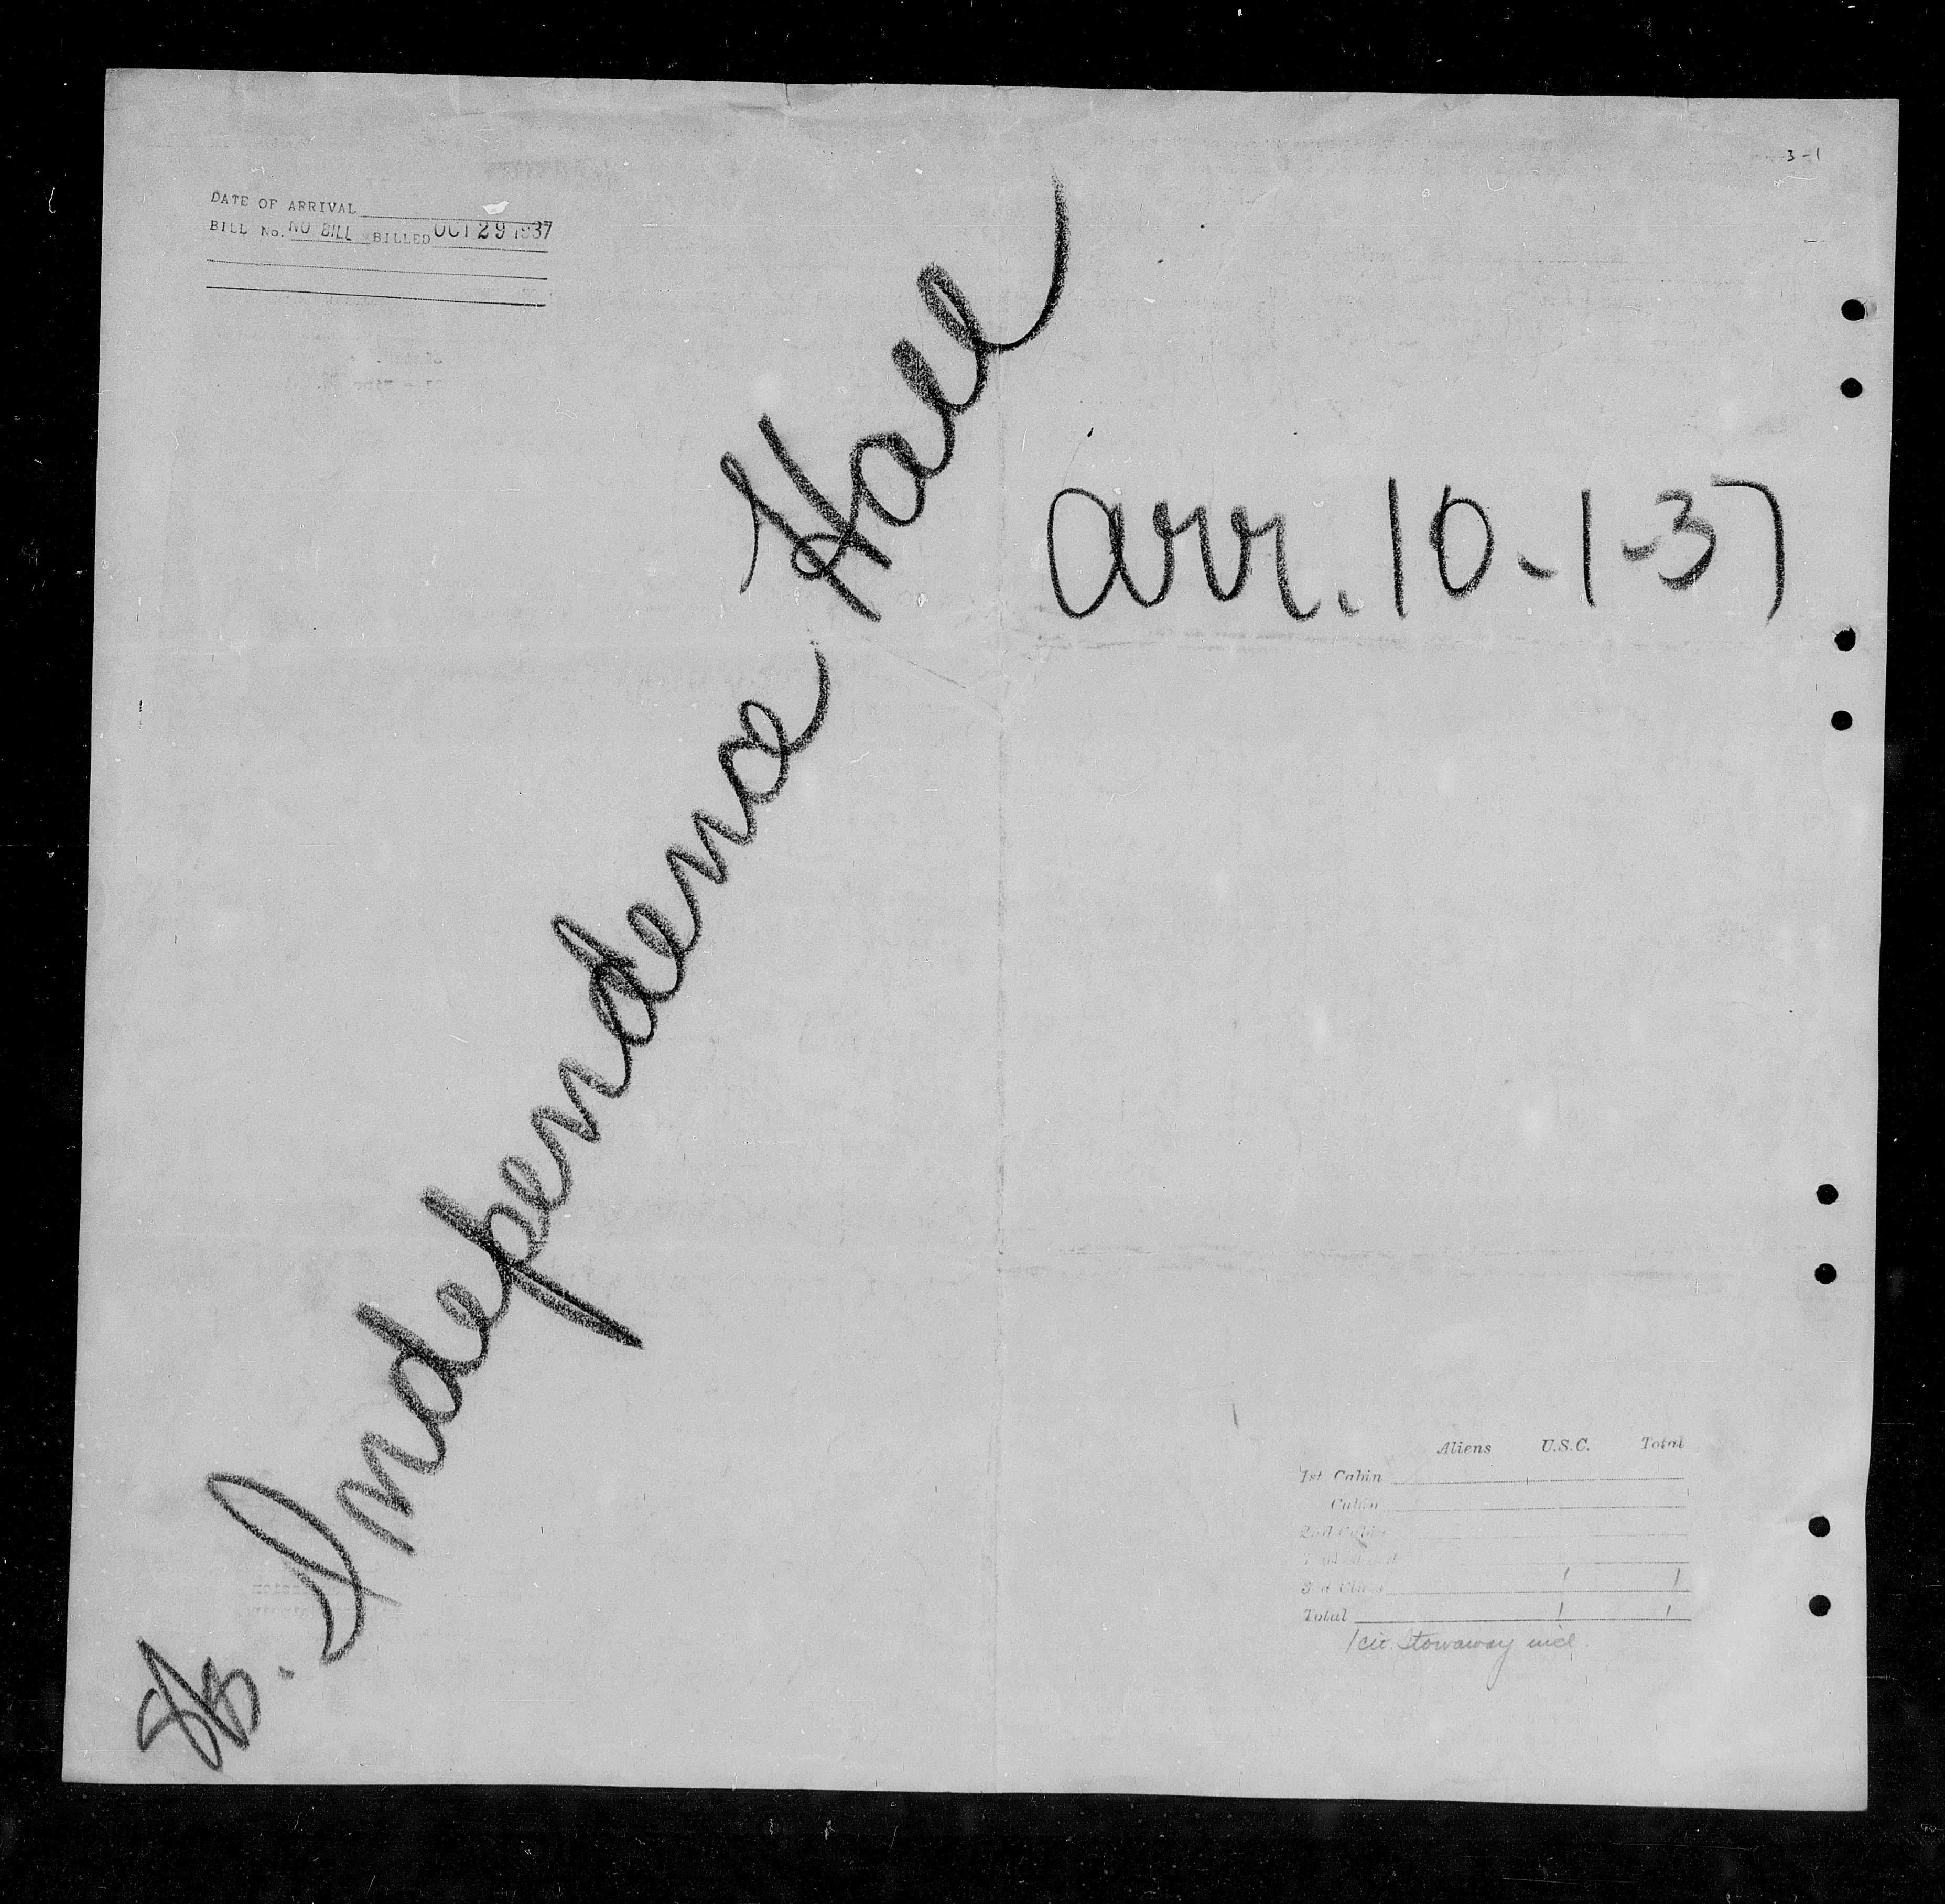 3-1
DATE OF ARRIVAL
BILL No. NO BILL BILLED OCT 29 1937
Ss. Independence Hall
arr. 10-1-37
Aliens U.S.C. Total
1st Cabin
Cabin
2nd Cabin
3rd Class 1 1
Total 1 1
1 cit. Stowaway incl.